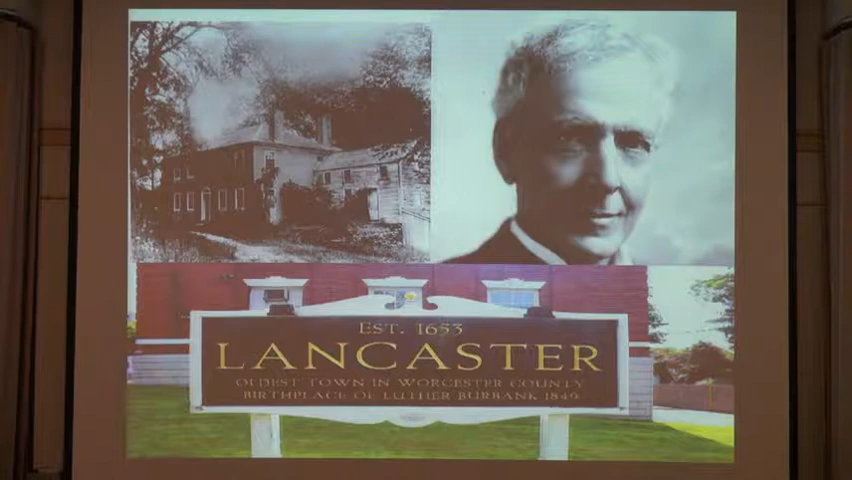 EST. 1653
LANCASTER
OLDEST TOWN IN WORCESTER COUNTY
BIRTHPLACE OF LUTHER BURBANK 1849